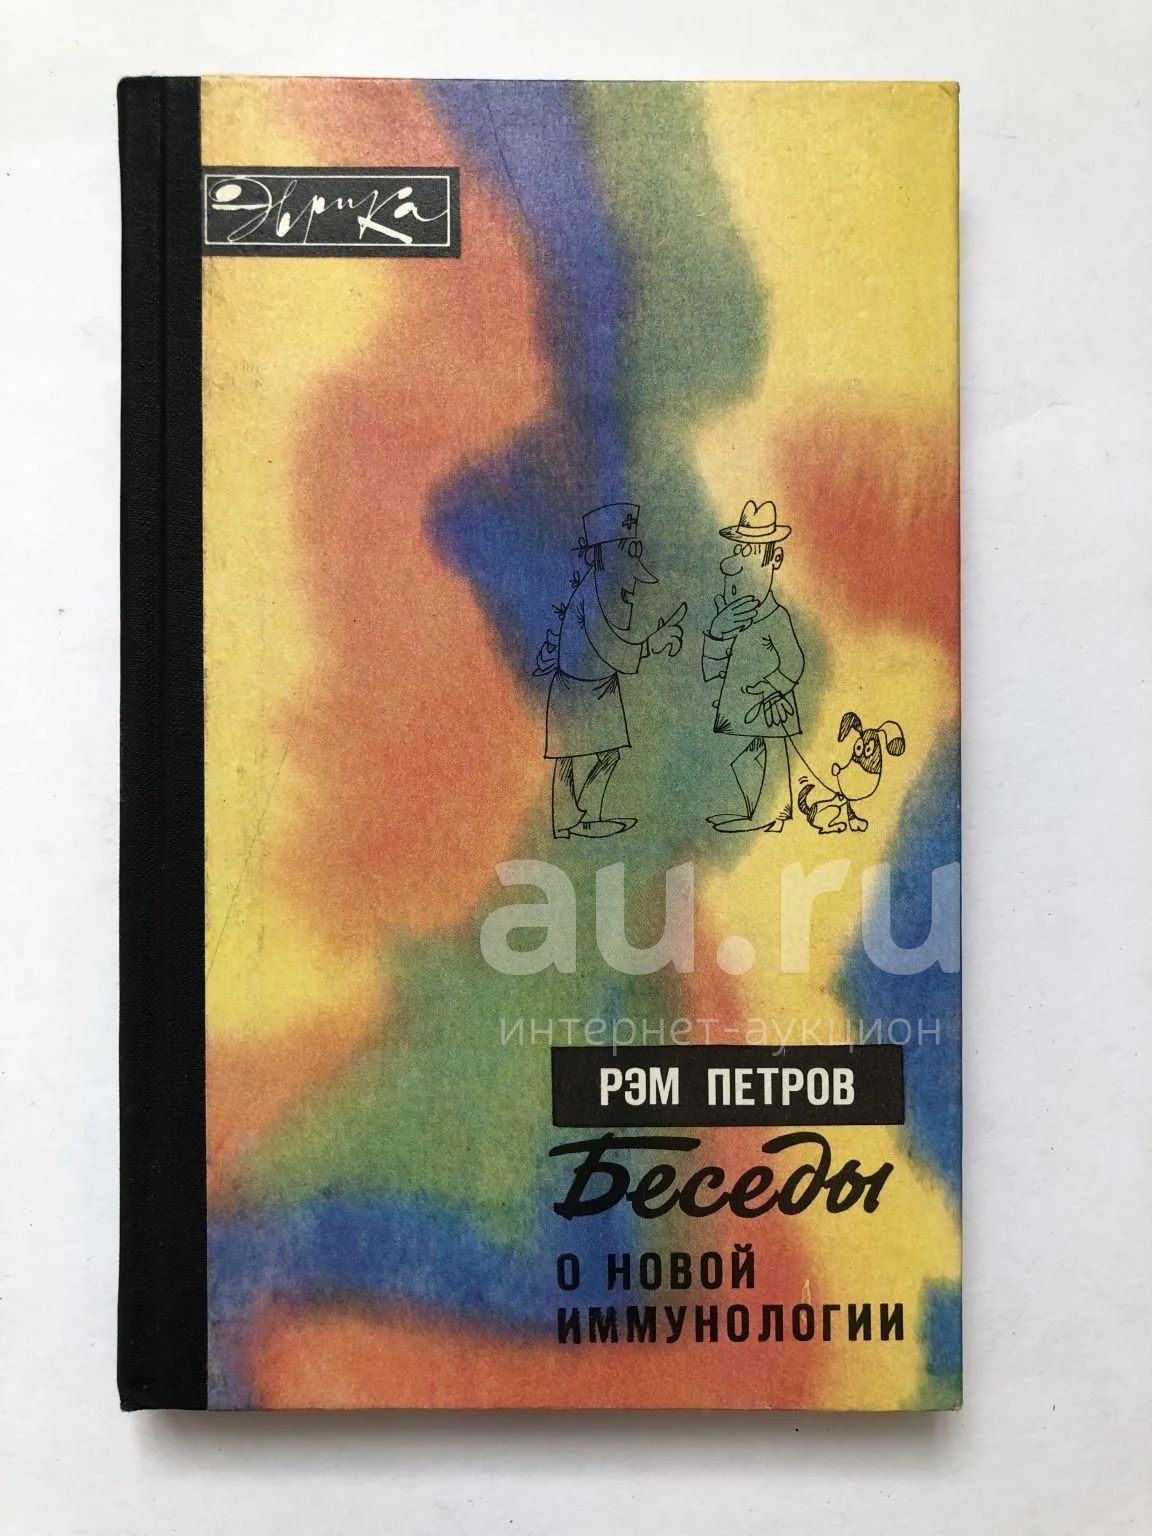 Эврика
au.ru
интернет-аукцион
РЭМ ПЕТРОВ
Беседы
О НОВОЙ
ИММУНОЛОГИИ